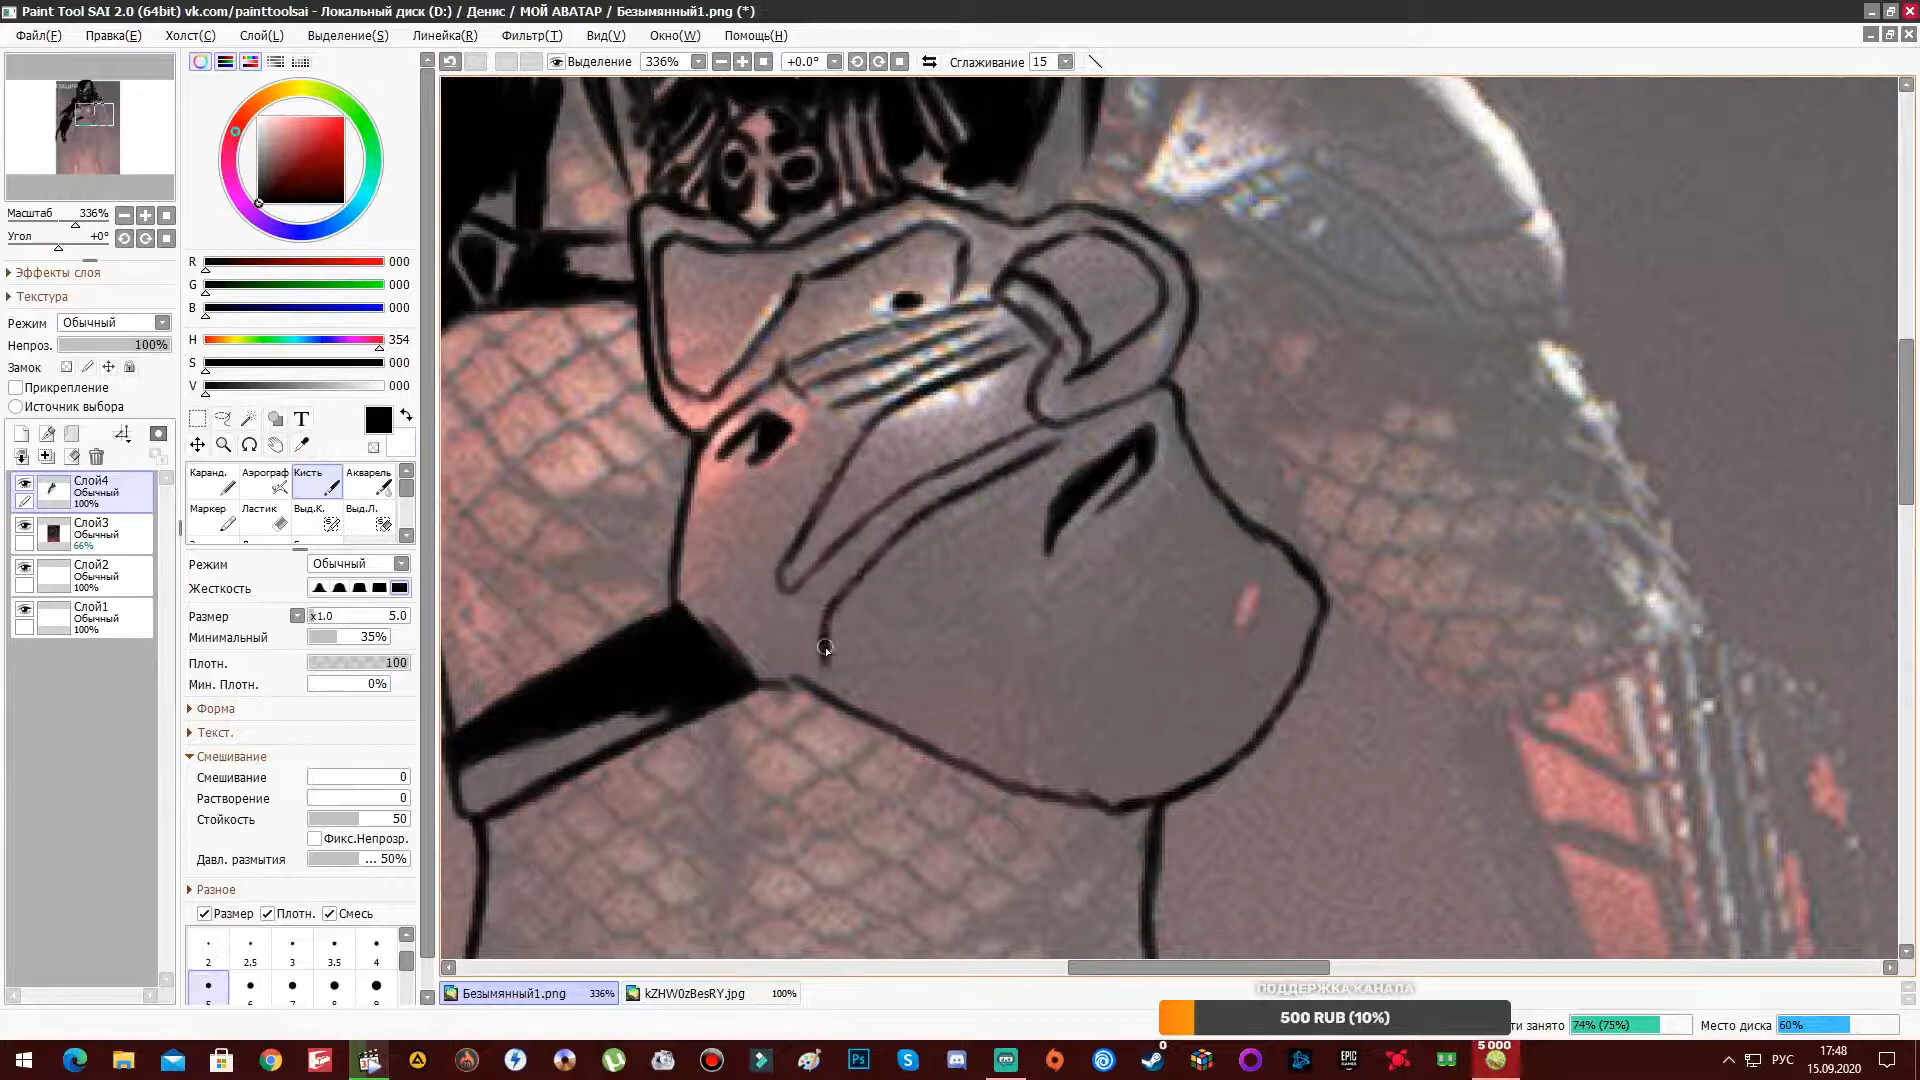 Paint Tool SAI 2.0 (64bit) vk.com/painttoolsai - Локальный диск (D:) / Денис / МОЙ АВАТАР / Безымянный1.png (*)
Файл(F) Правка(E) Холст(C) Слой(L) Выделение(S) Линейка(R) Фильтр(T) Вид(V) Окно(W) Помощь(H)
Выделение 336% +0.0° Сглаживание 15
Масштаб 336%
Угол +0°
Эффекты слоя
Текстура
Режим Обычный
Непроз. 100%
Замок
Прикрепление
Источник выбора
Слой4
Обычный
100%
Слой3
Обычный
66%
Слой2
Обычный
100%
Слой1
Обычный
100%
R 000
G 000
B 000
H 354
S 000
V 000
T
Каранд. Аэрограф Кисть Акварель
Маркер Ластик Выд.К. Выд.Л.
Режим Обычный
Жесткость
Размер x1.0 5.0
Минимальный 35%
Плотн. 100
Мин. Плотн. 0%
Форма
Текст.
Смешивание
Смешивание 0
Растворение 0
Стойкость 50
Фикс.Непрозр.
Давл. размытия ... 50%
Разное
Размер Плотн. Смесь
2 2.5 3 3.5 4
Безымянный1.png 336% kZHW0zBesRY.jpg 100%
ПОДДЕРЖКА КАНАЛА
500 RUB (10%)
ти занято 74% (75%) Место диска 60%
0
5 000
РУС
17:48
15.09.2020